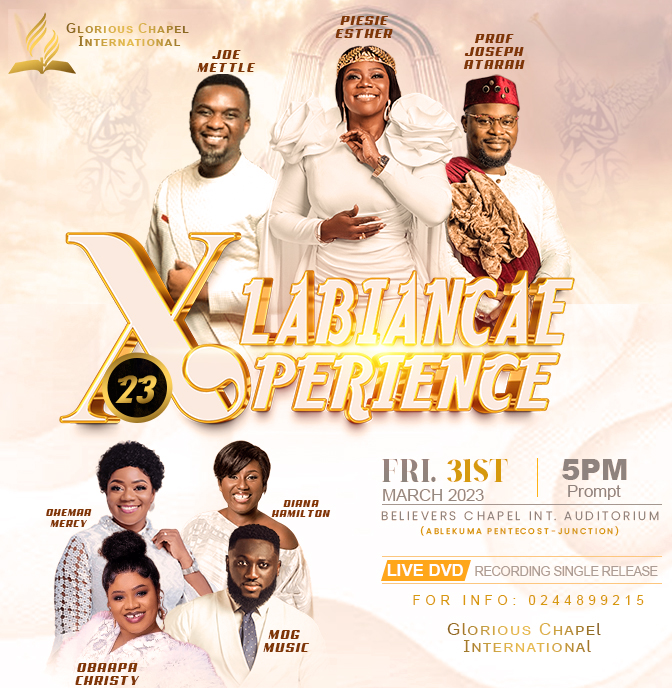 Glorious Chapel
International
JOE
METTLE
PIESIE
ESTHER
PROF
JOSEPH
ATARAH
X LABIANCAE
XPERIENCE
23
OHEMAA
MERCY
DIANA
HAMILTON
OBAAPA
CHRISTY
MOG
MUSIC
FRI. 31ST
MARCH 2023
5PM
Prompt
BELIEVERS CHAPEL INT. AUDITORIUM
(ABLEKUMA PENTECOST-JUNCTION)
LIVE DVD RECORDING SINGLE RELEASE
FOR INFO: 0244899215
Glorious Chapel
International